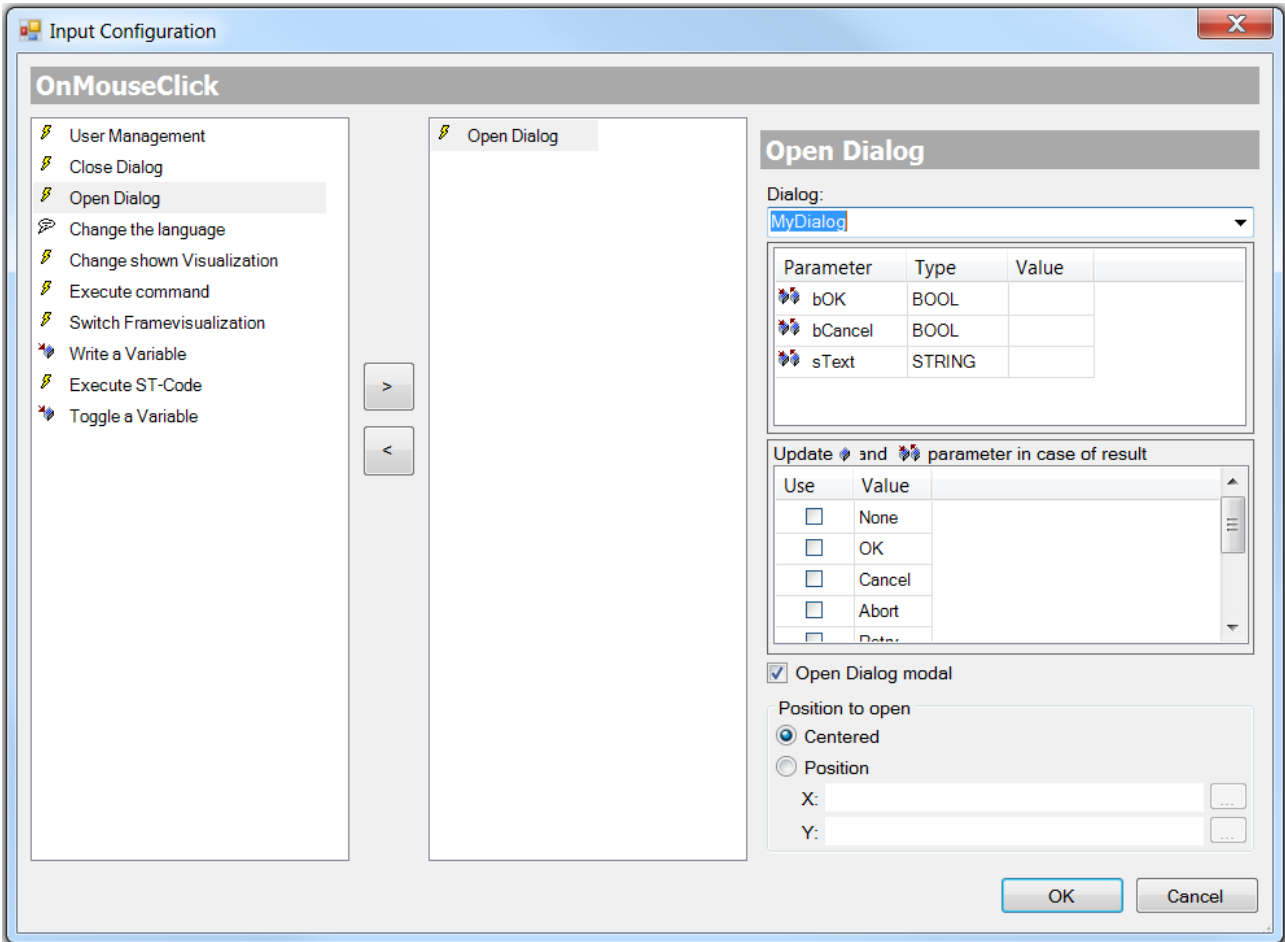 Input Configuration
X
OnMouseClick
User Management
Close Dialog
Open Dialog
Change the language
Change shown Visualization
Execute command
Switch Framevisualization
Write a Variable
Execute ST-Code
Toggle a Variable
>
<
Open Dialog
Open Dialog
Dialog:
MyDialog
Parameter Type Value
bOK BOOL
bCancel BOOL
sText STRING
Update and parameter in case of result
Use Value
None
OK
Cancel
Abort
Retry
Open Dialog modal
Position to open
Centered
Position
X: ...
Y: ...
OK Cancel